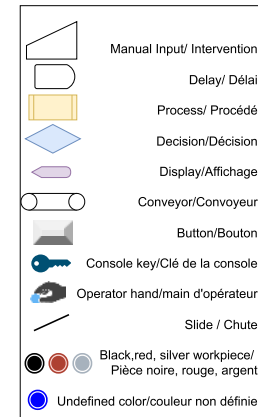 Manual Input/ Intervention
Delay/ Délai
Process/ Procédé
Decision/Décision
Display/Affichage
Conveyor/Convoyeur
Button/Bouton
Console key/Clé de la console
Operator hand/main d'opérateur
Slide / Chute
Black,red, silver workpiece/
Pièce noire, rouge, argent
Undefined color/couleur non définie